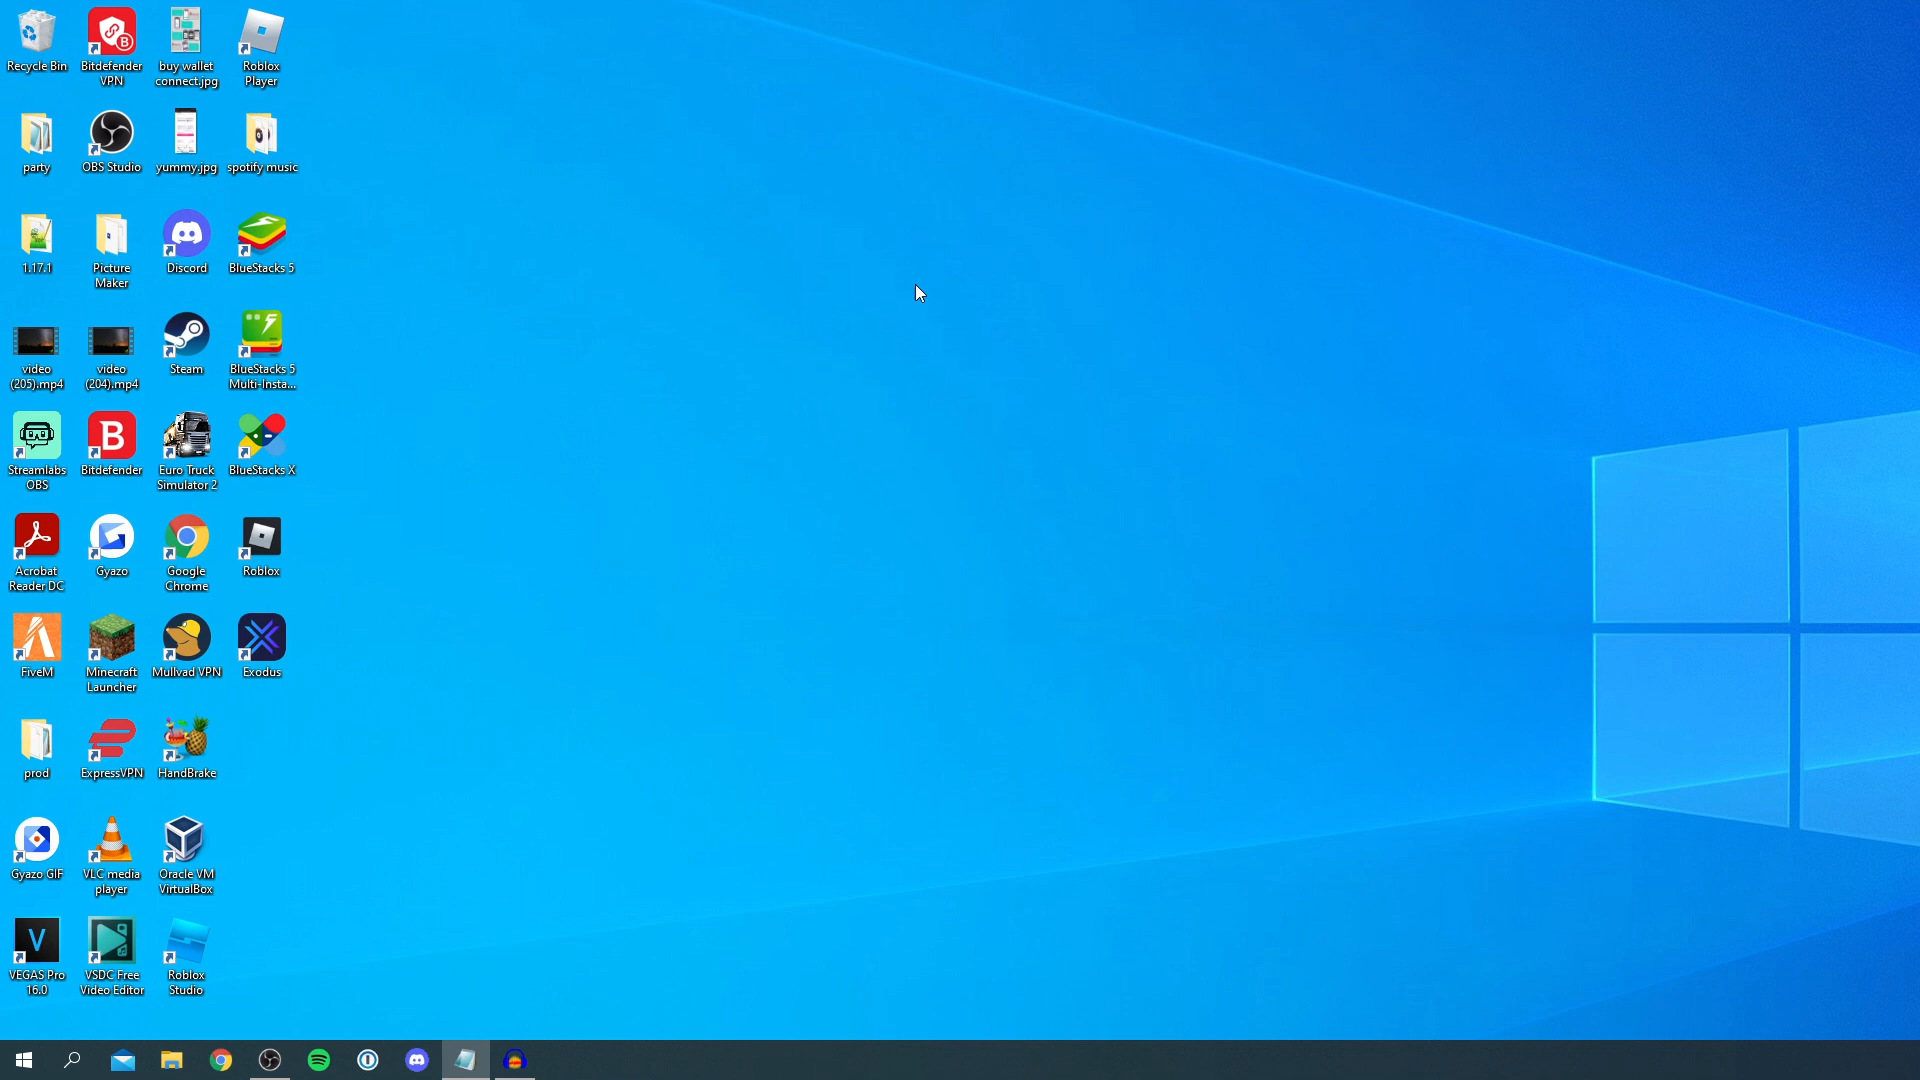 Recycle Bin
Bitdefender
VPN
buy wallet
connect.jpg
Roblox
Player
party
OBS Studio
yummy.jpg
spotify music
1.17.1
Picture
Maker
Discord
BlueStacks 5
video
(205).mp4
video
(204).mp4
Steam
BlueStacks 5
Multi-Insta...
Streamlabs
OBS
Bitdefender
Euro Truck
Simulator 2
BlueStacks X
Acrobat
Reader DC
Gyazo
Google
Chrome
Roblox
FiveM
Minecraft
Launcher
Mullvad VPN
Exodus
prod
ExpressVPN
HandBrake
Gyazo GIF
VLC media
player
Oracle VM
VirtualBox
VEGAS Pro
16.0
VSDC Free
Video Editor
Roblox
Studio